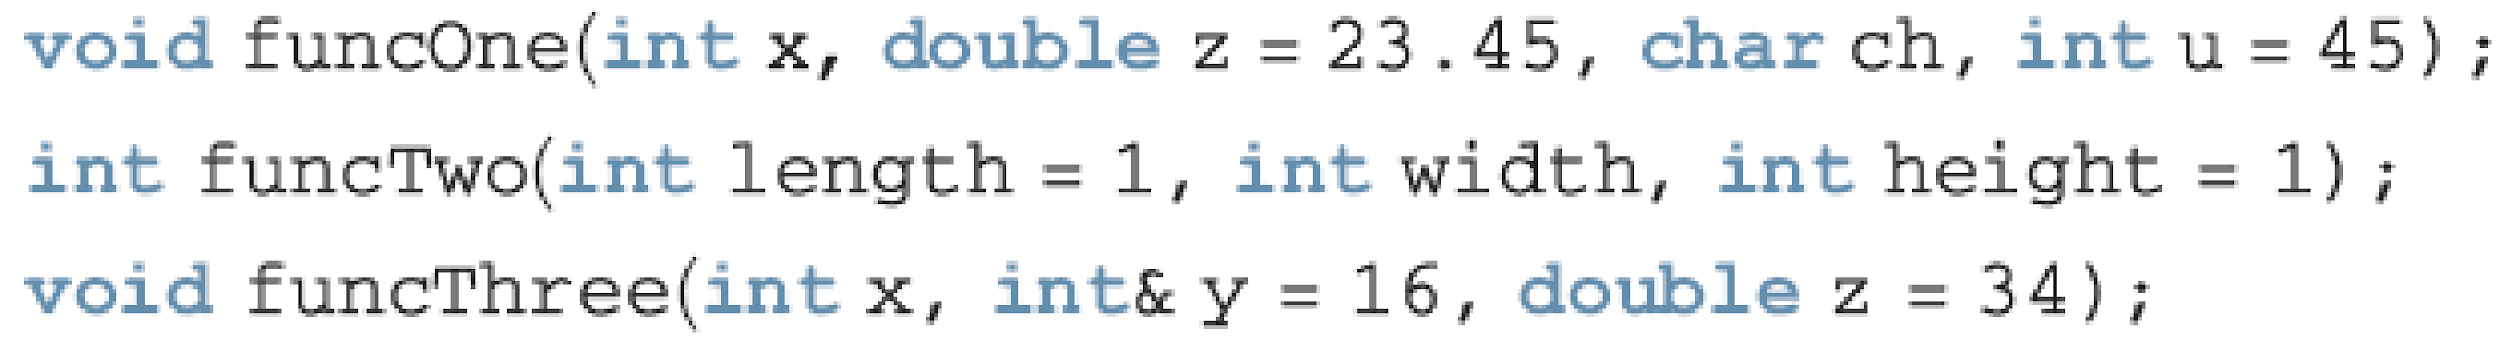 void funcOne(int x, double z = 23.45, char ch, int u = 45);
int funcTwo(int length = 1, int width, int height = 1);
void funcThree(int x, int& y = 16, double z = 34);